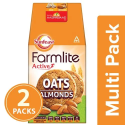 Sunfeast
Farmlite
Active
OATS
ALMONDS
2
PACKS
Multi Pack